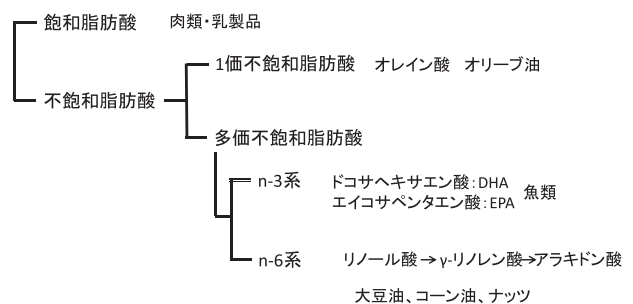 飽和脂肪酸 肉類・乳製品
1価不飽和脂肪酸 オレイン酸 オリーブ油
不飽和脂肪酸
多価不飽和脂肪酸
n-3系 ドコサヘキサエン酸：DHA
エイコサペンタエン酸：EPA 魚類
n-6系 リノール酸→γ-リノレン酸→アラキドン酸
大豆油、コーン油、ナッツ